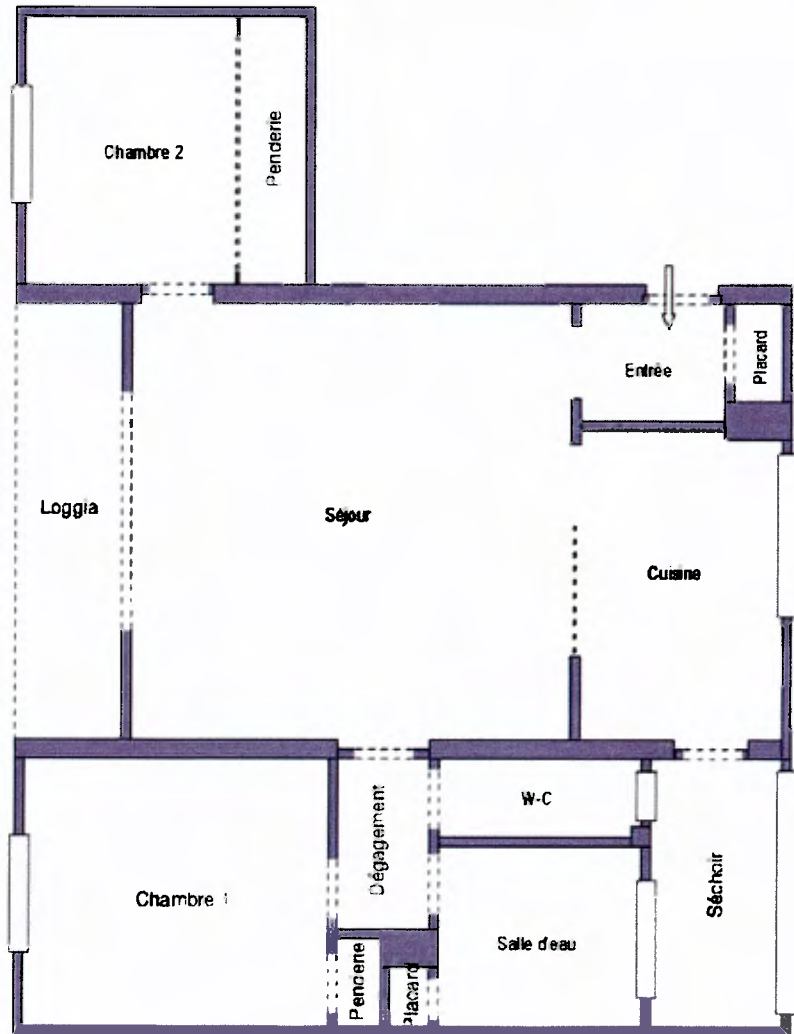 Chambre 2
Penderie
Entrée
Placard
Loggia
Séjour
Cuisine
Dégagement
W-C
Chambre 1
Séchoir
Salle d'eau
Penderie
Placard